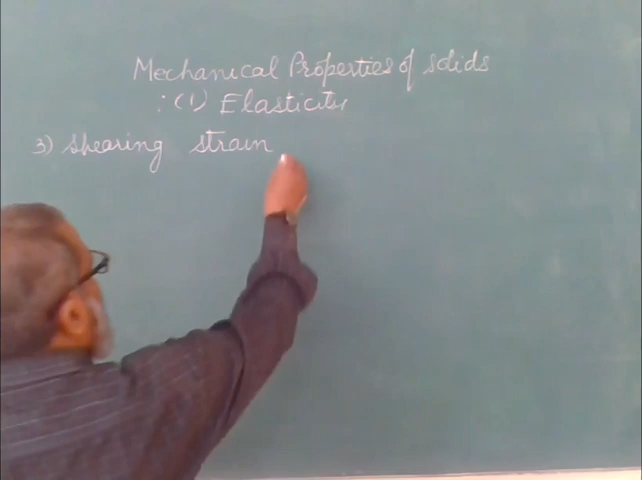 Mechanical Properties of solids
:(1) Elasticity
3) shearing strain